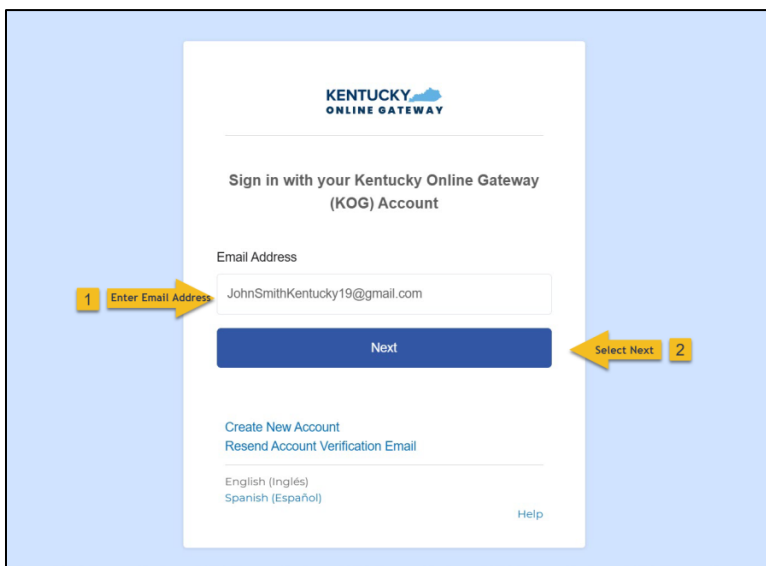 KENTUCKY
ONLINE GATEWAY
Sign in with your Kentucky Online Gateway
(KOG) Account
Email Address
1 Enter Email Address
JohnSmithKentucky19@gmail.com
Next
Select Next 2
Create New Account
Resend Account Verification Email
English (Inglés)
Spanish (Español)
Help